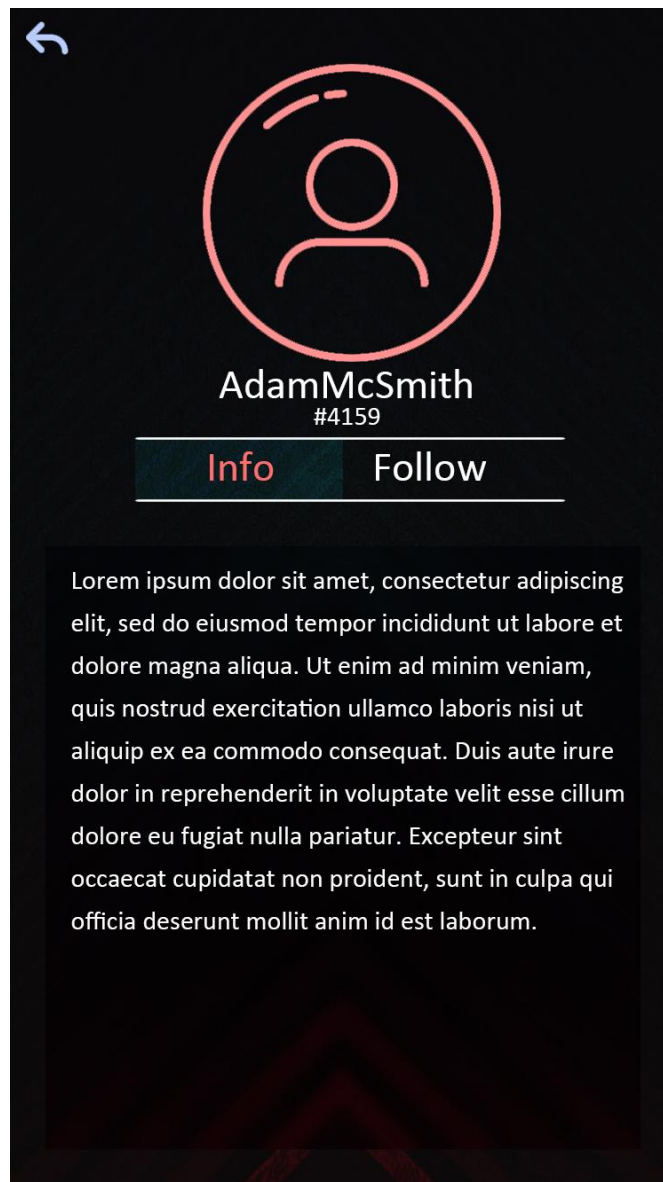 AdamMcSmith
#4159
Info Follow
Lorem ipsum dolor sit amet, consectetur adipiscing
elit, sed do eiusmod tempor incididunt ut labore et
dolore magna aliqua. Ut enim ad minim veniam,
quis nostrud exercitation ullamco laboris nisi ut
aliquip ex ea commodo consequat. Duis aute irure
dolor in reprehenderit in voluptate velit esse cillum
dolore eu fugiat nulla pariatur. Excepteur sint
occaecat cupidatat non proident, sunt in culpa qui
officia deserunt mollit anim id est laborum.